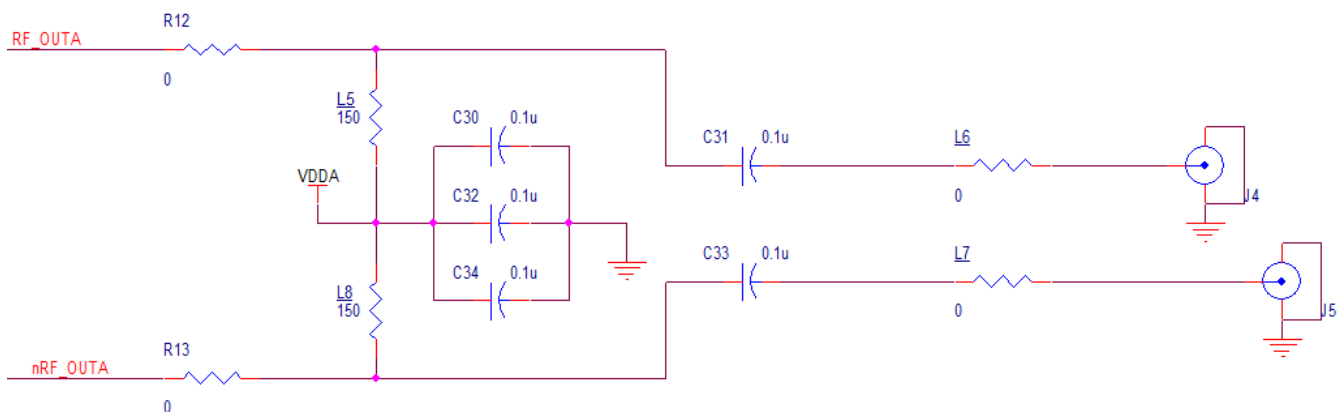 R12
RF_OUTA
0
L5
150
C30 0.1u
C31 0.1u
L6
0
J4
VDDA
C32 0.1u
C33 0.1u
L7
0
J5
C34 0.1u
L8
150
R13
nRF_OUTA
0